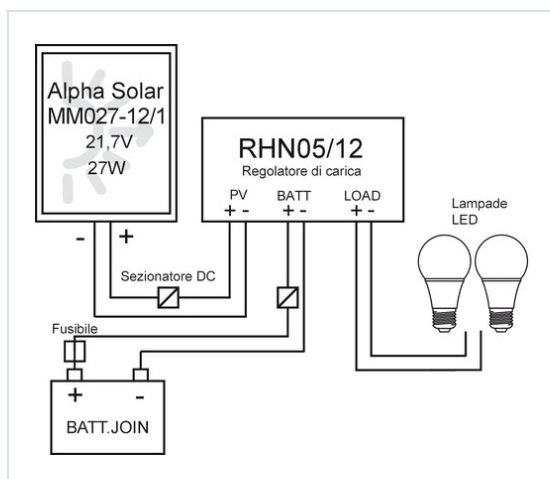 Alpha Solar
MM027-12/1
21,7V
27W
RHN05/12
Regolatore di carica
PV BATT LOAD
+ - + - + -
Lampade
LED
- +
Sezionatore DC
Fusibile
+ -
BATT.JOIN